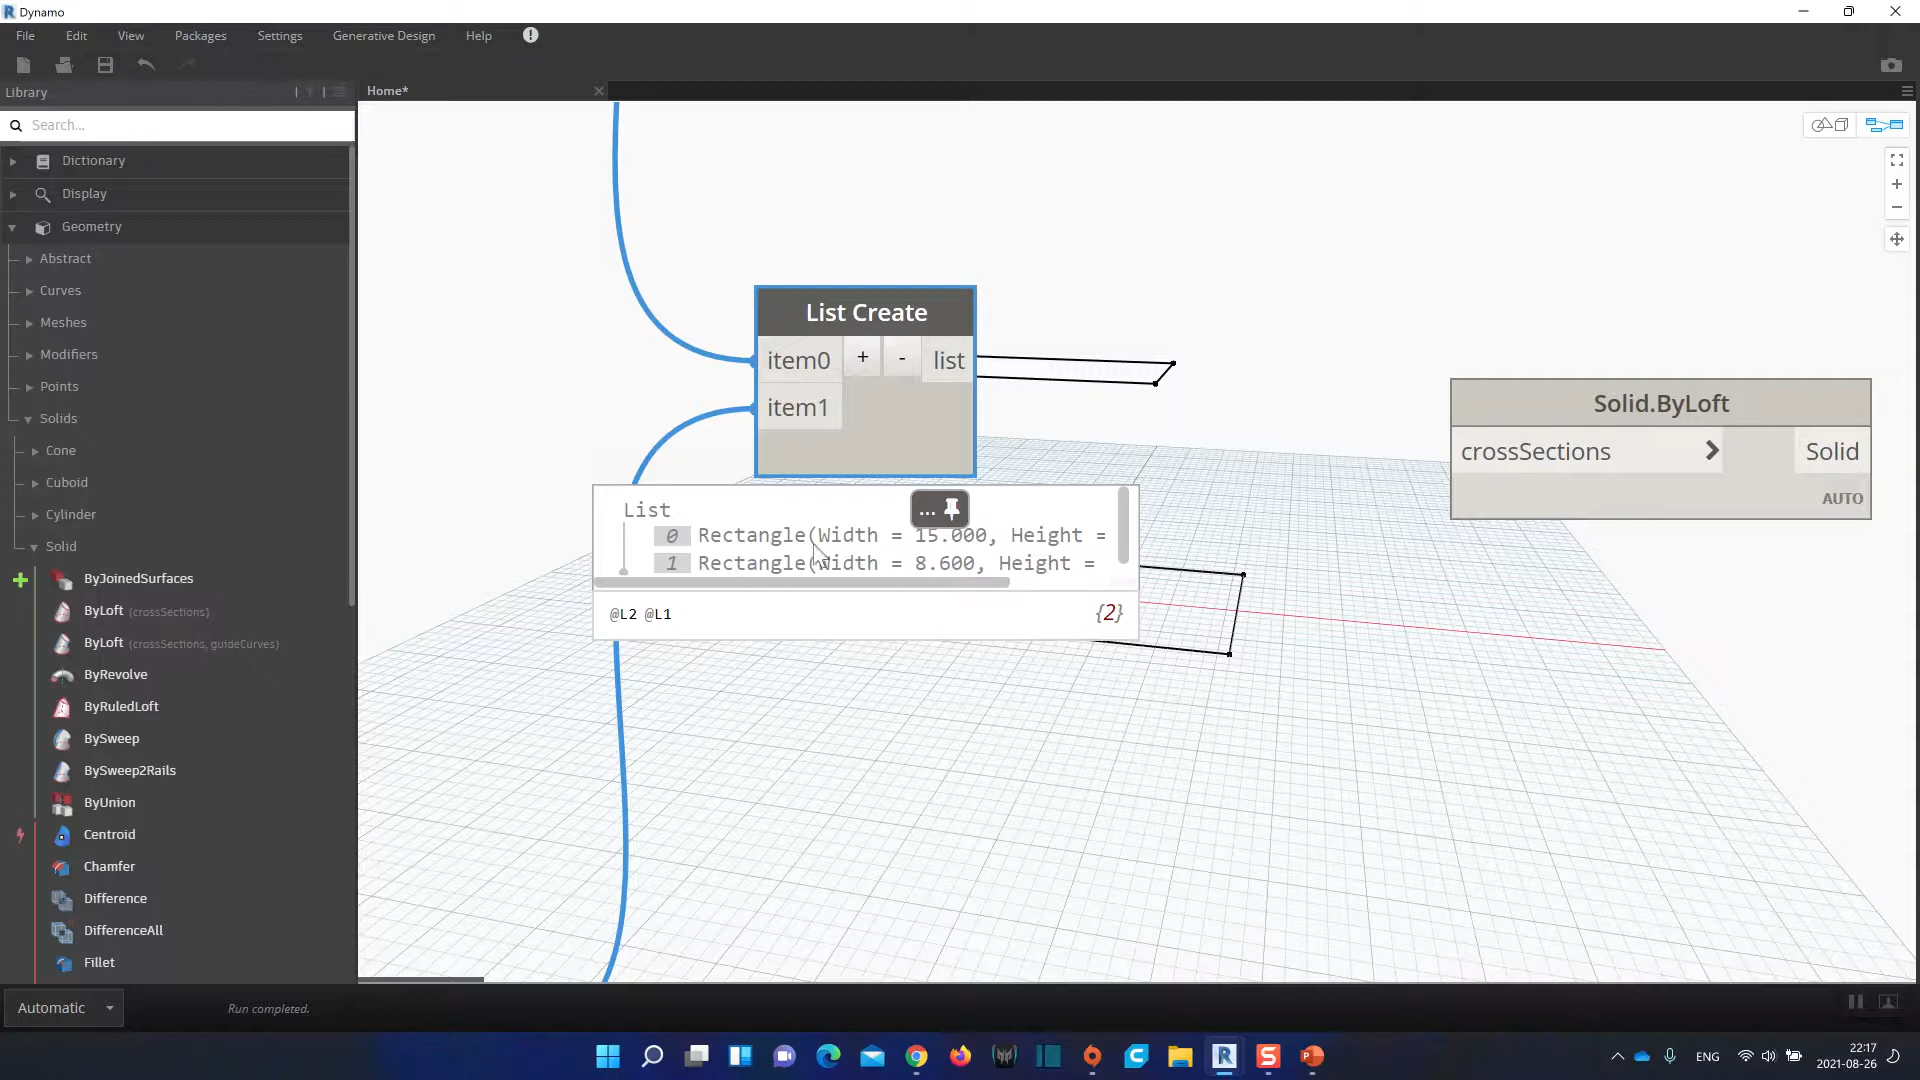 Dynamo
File Edit View Packages Settings Generative Design Help
Library
Home*
Search...
Dictionary
Display
Geometry
Abstract
Curves
Meshes
Modifiers
Points
Solids
Cone
Cuboid
Cylinder
Solid
ByJoinedSurfaces
ByLoft (crossSections)
ByLoft (crossSections, guideCurves)
ByRevolve
ByRuledLoft
BySweep
BySweep2Rails
ByUnion
Centroid
Chamfer
Difference
DifferenceAll
Fillet
List Create
item0 + - list
item1
List
0 Rectangle(Width = 15.000, Height =
1 Rectangle(Width = 8.600, Height =
@L2 @L1 {2}
Solid.ByLoft
crossSections Solid
AUTO
Automatic
Run completed.
ENG
22:17
2021-08-26